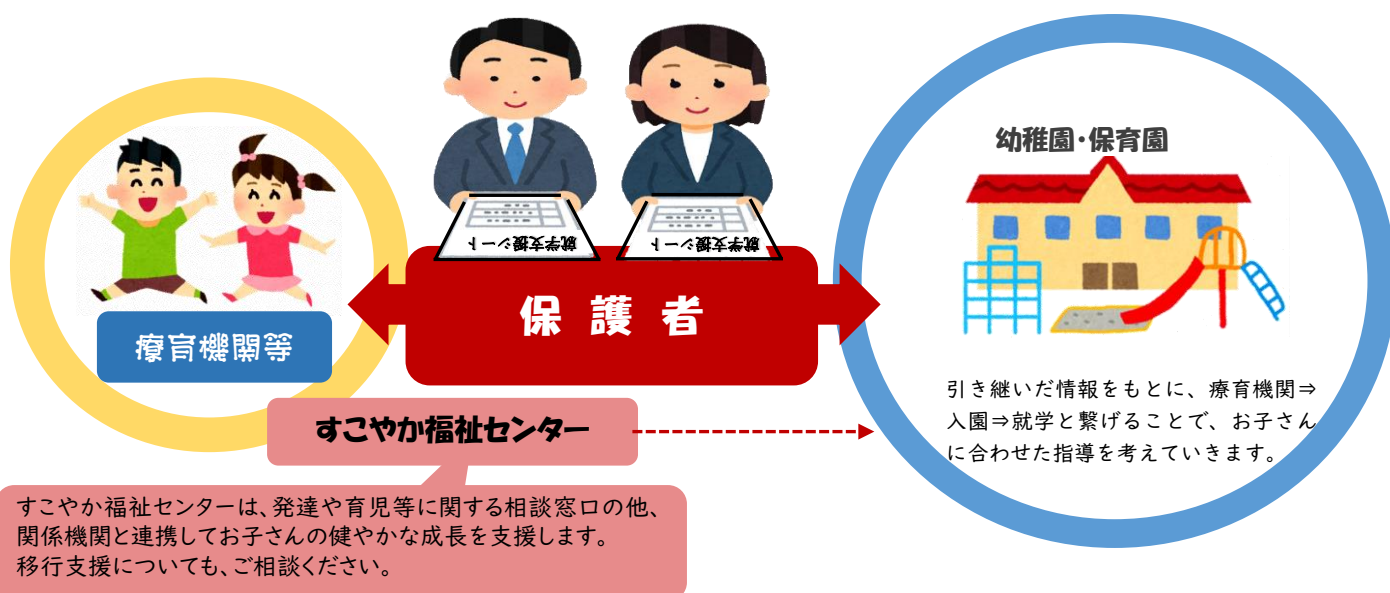 就学支援シート
就学支援シート
幼稚園・保育園
保護者
療育機関等
引き継いだ情報をもとに、療育機関⇒
入園⇒就学と繋げることで、お子さん
に合わせた指導を考えていきます。
すこやか福祉センター
すこやか福祉センターは、発達や育児等に関する相談窓口の他、
関係機関と連携してお子さんの健やかな成長を支援します。
移行支援についても、ご相談ください。